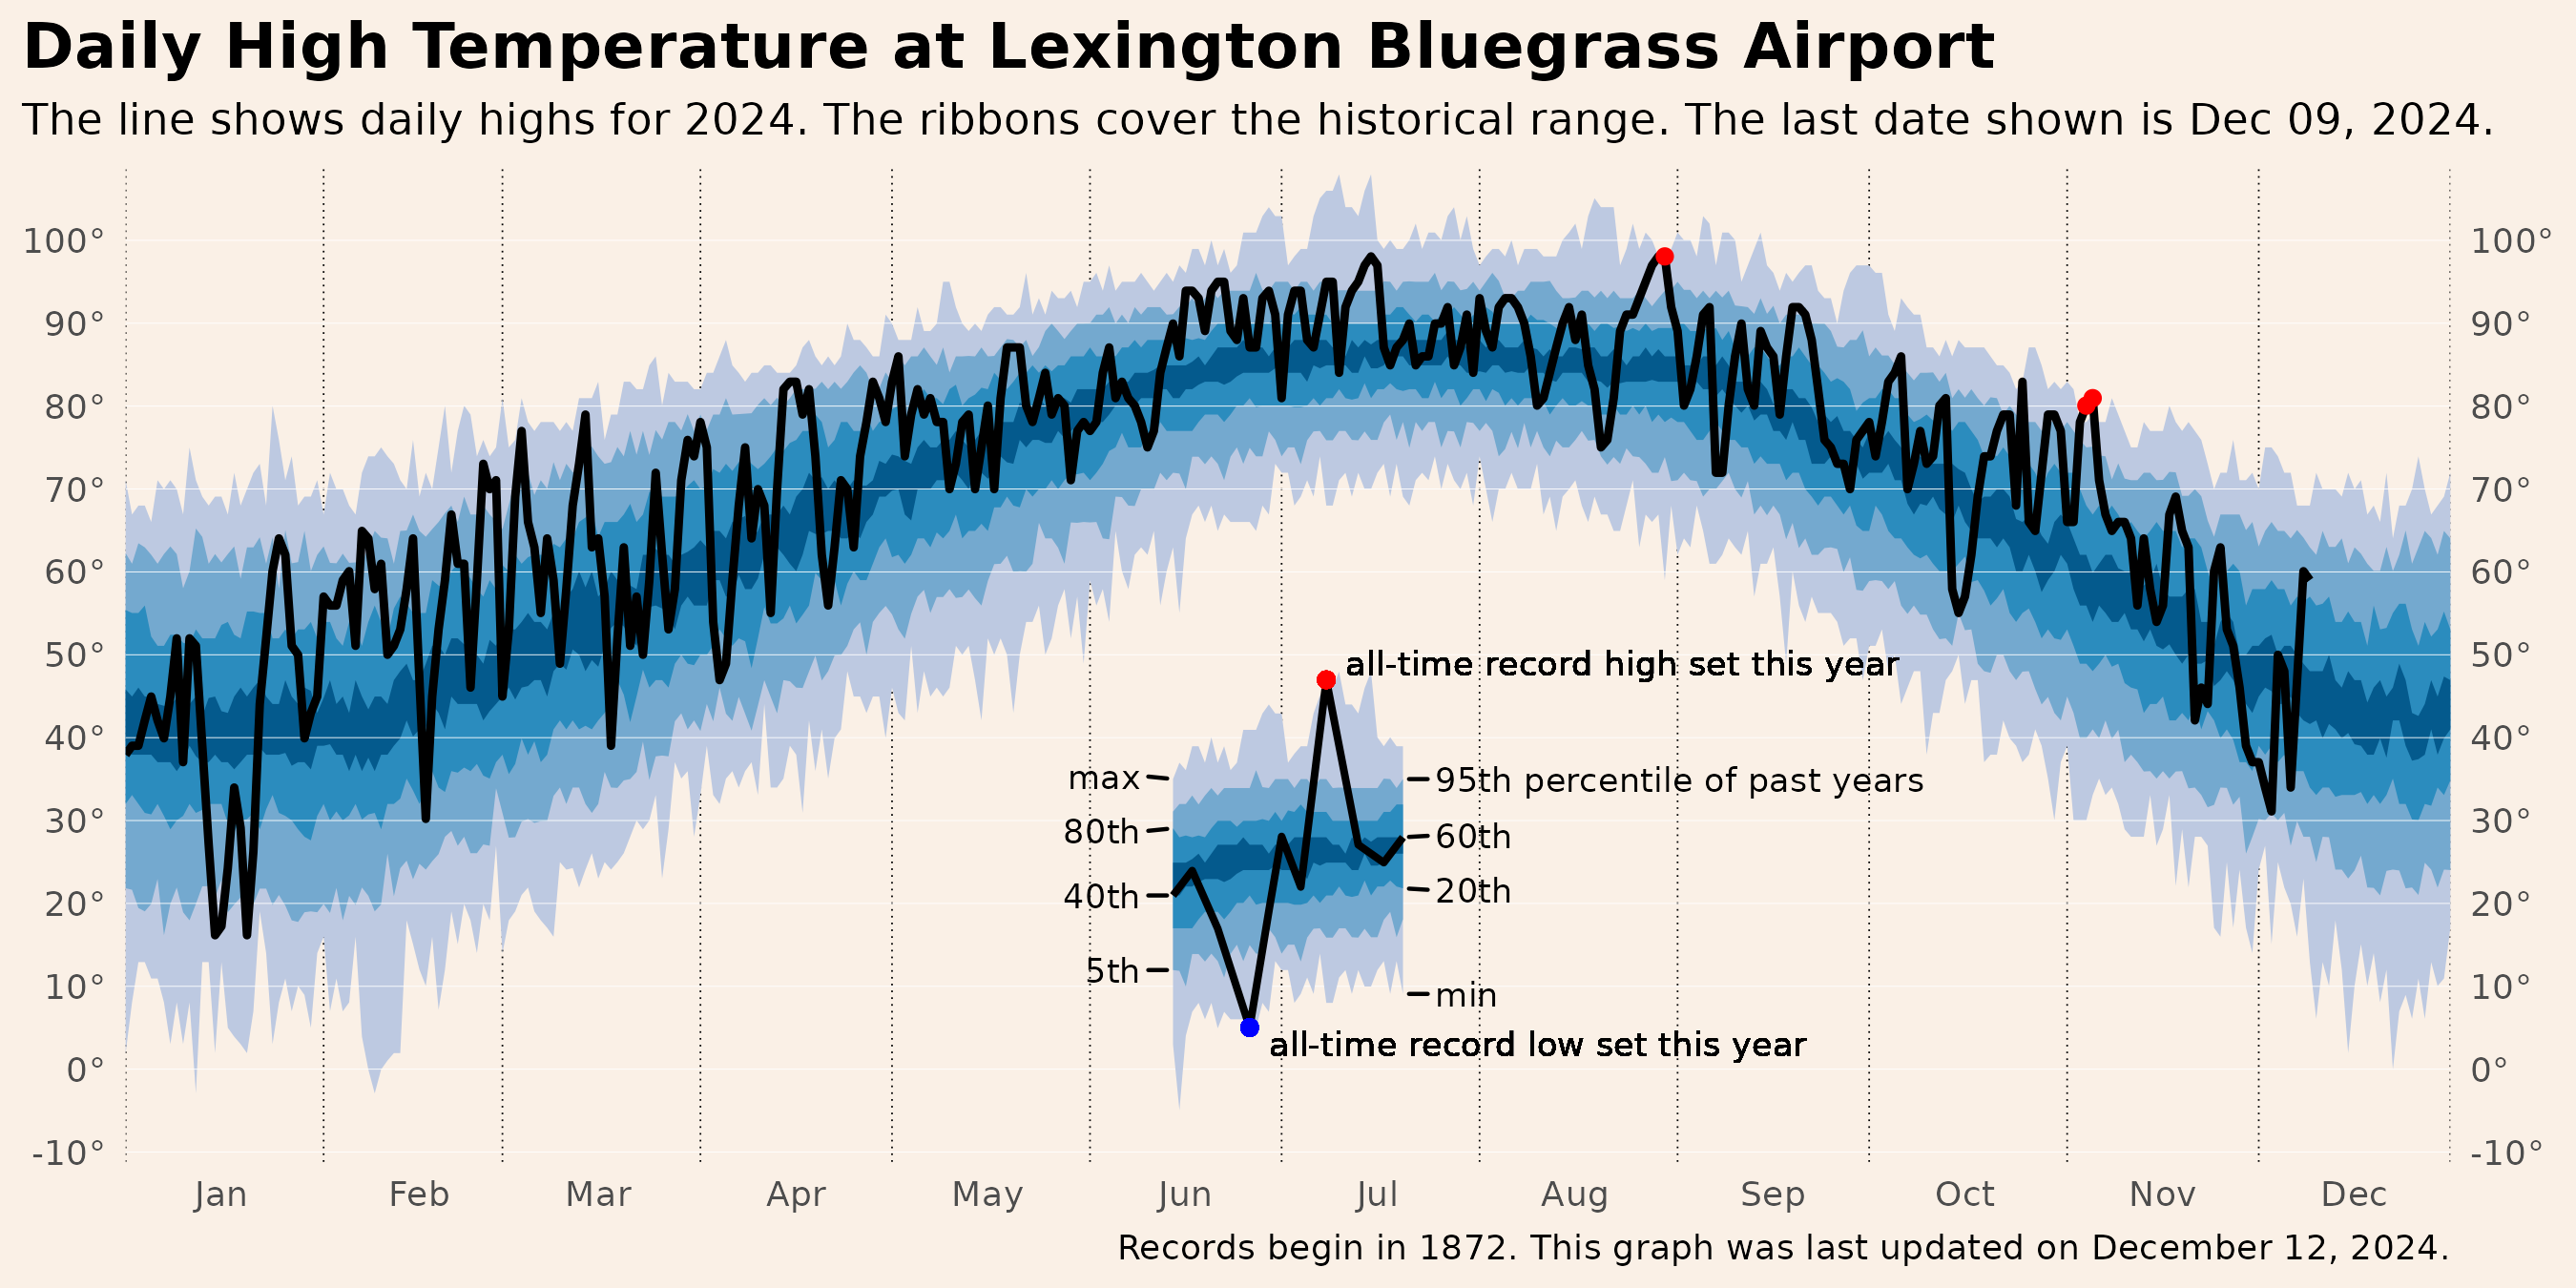 Daily High Temperature at Lexington Bluegrass Airport
The line shows daily highs for 2024. The ribbons cover the historical range. The last date shown is Dec 09, 2024.
100° 100°
90° 90°
80° 80°
70° 70°
60° 60°
50° 50°
all-time record high set this year
40° 40°
max 95th percentile of past years
30° 30°
80th 60th
40th 20th
20° 20°
5th
10° 10°
min
all-time record low set this year
0° 0°
-10° -10°
Jan Feb Mar Apr May Jun Jul Aug Sep Oct Nov Dec
Records begin in 1872. This graph was last updated on December 12, 2024.